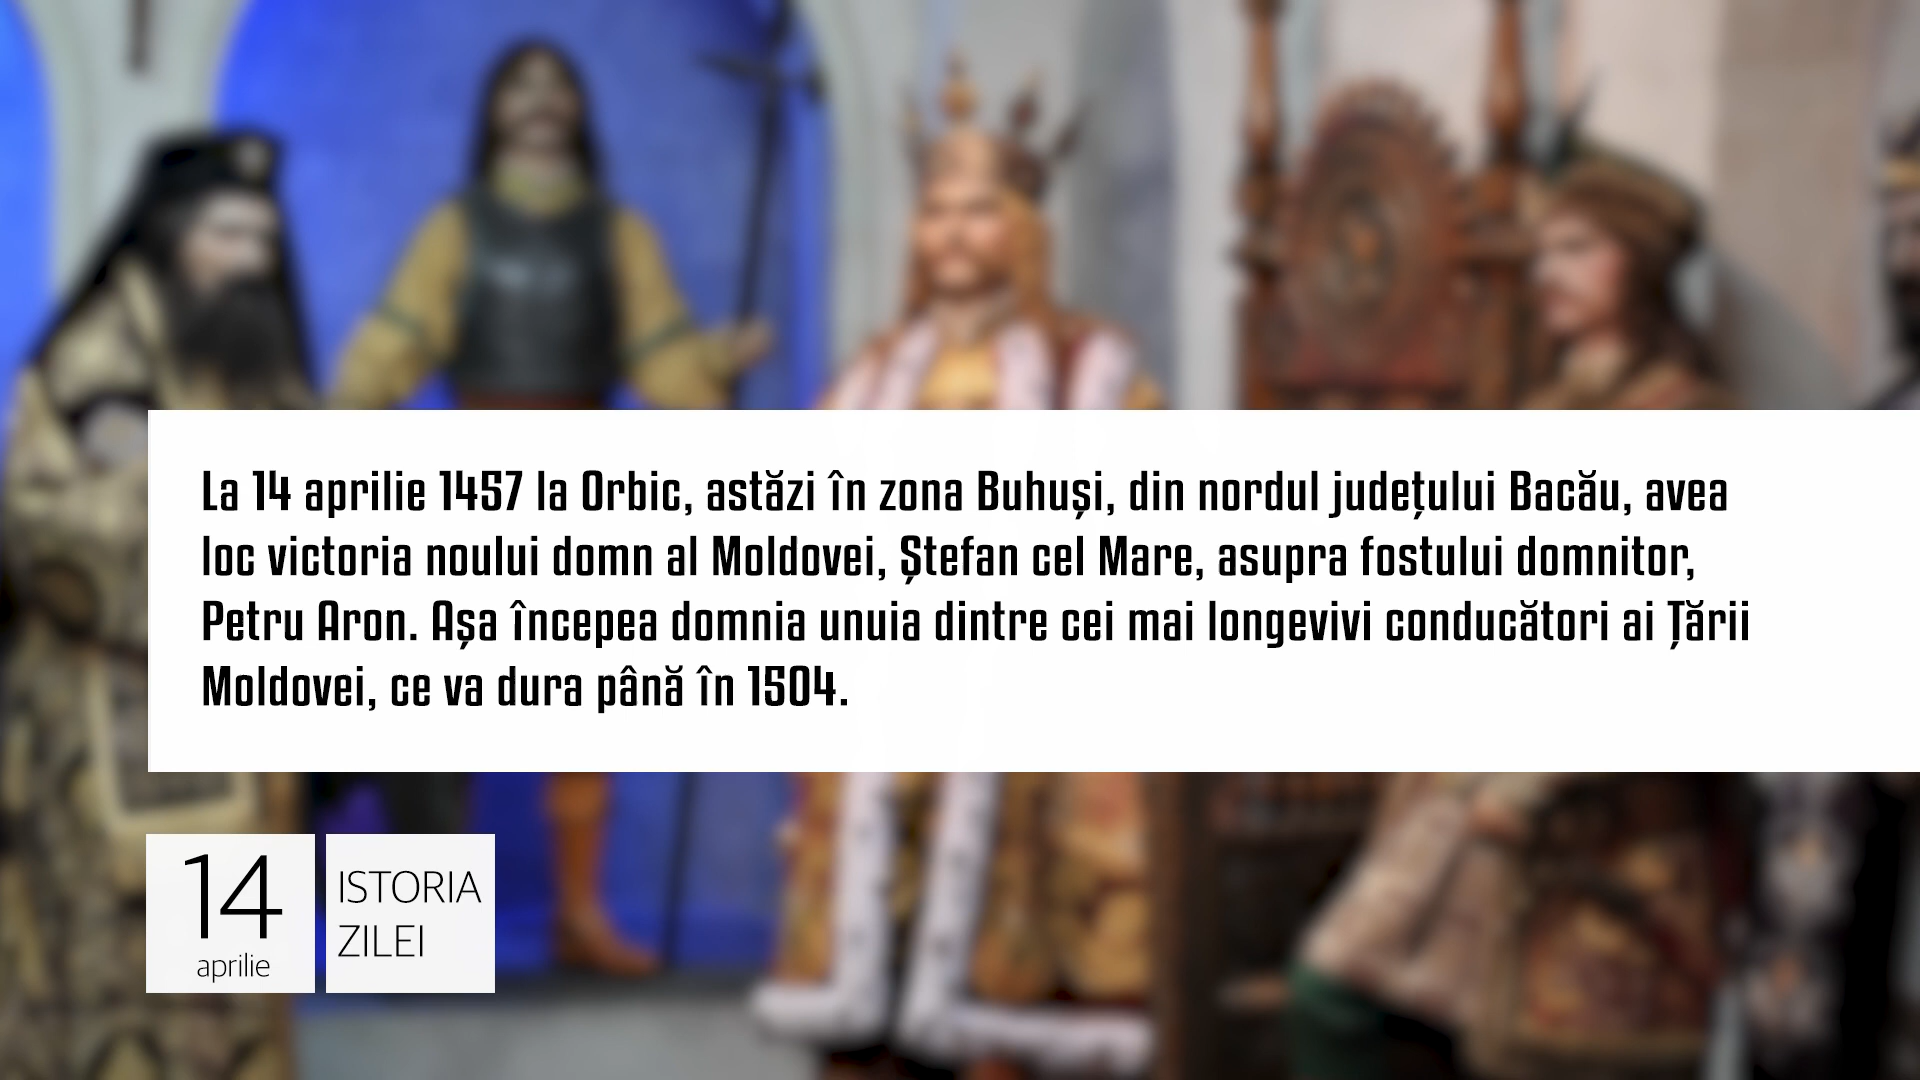 La 14 aprilie 1457 la Orbic, astăzi în zona Buhuși, din nordul județului Bacău, avea
loc victoria noului domn al Moldovei, Ștefan cel Mare, asupra fostului domnitor,
Petru Aron. Așa începea domnia unuia dintre cei mai longevivi conducători ai Țării
Moldovei, ce va dura până în 1504.
14
aprilie
ISTORIA
ZILEI